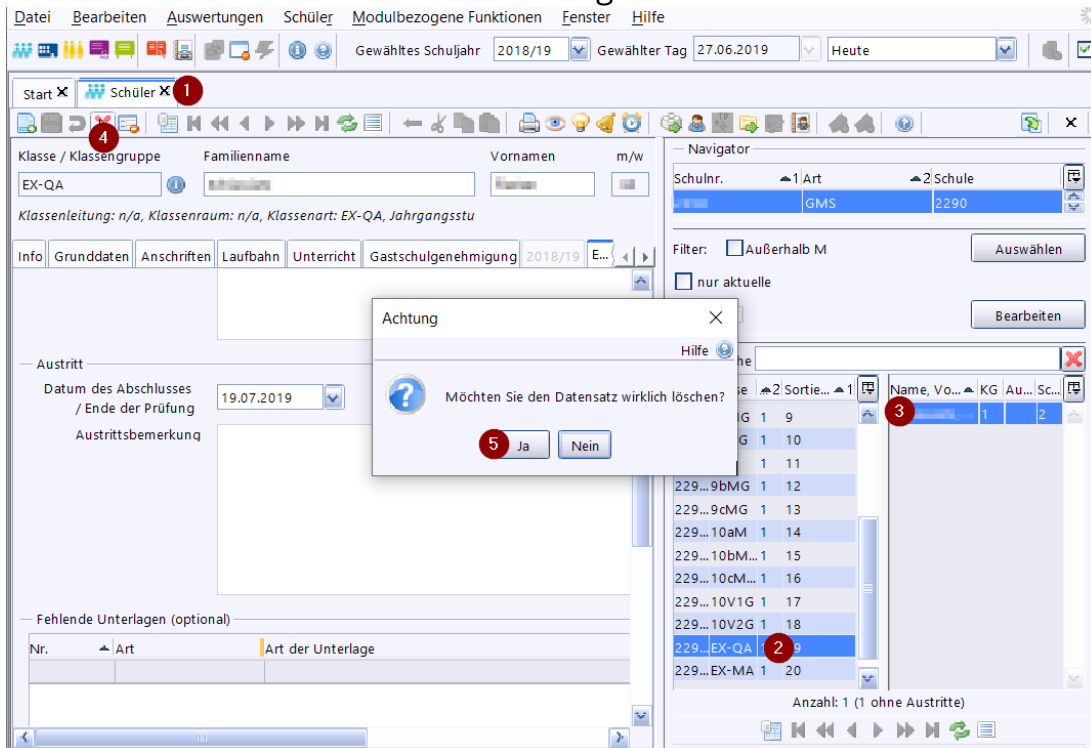 Datei Bearbeiten Auswertungen Schüler Modulbezogene Funktionen Fenster Hilfe
Gewähltes Schuljahr 2018/19 Gewählter Tag 27.06.2019 Heute
Start Schüler 1
4
Klasse / Klassengruppe Familienname Vornamen m/w
EX-QA
Klassenleitung: n/a, Klassenraum: n/a, Klassenart: EX-QA, Jahrgangsstu
Info Grunddaten Anschriften Laufbahn Unterricht Gastschulgenehmigung 2018/19 E...
Austritt
Datum des Abschlusses
/ Ende der Prüfung
19.07.2019
Austrittsbemerkung
Fehlende Unterlagen (optional)
Nr. Art Art der Unterlage
Achtung
Hilfe
Möchten Sie den Datensatz wirklich löschen?
5 Ja Nein
Navigator
Schulnr. 1 Art 2 Schule
GMS 2290
Filter: Außerhalb M Auswählen
nur aktuelle
Bearbeiten
he
se 2 Sortie... 1
G 1 9
G 1 10
1 11
229... 9bMG 1 12
229... 9cMG 1 13
229... 10aM 1 14
229... 10bM... 1 15
229... 10cM... 1 16
229... 10V1G 1 17
229... 10V2G 1 18
229... EX-QA 2 9
229... EX-MA 1 20
Name, Vo... KG Au... Sc...
3 1 2
Anzahl: 1 (1 ohne Austritte)